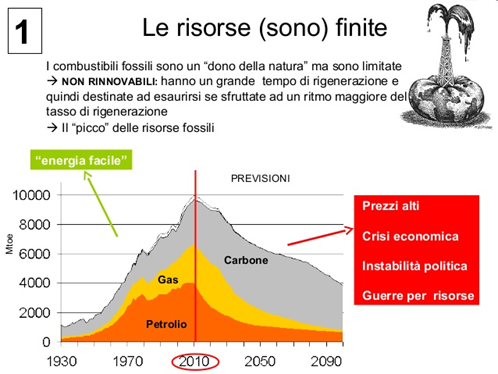 1
Le risorse (sono) finite
I combustibili fossili sono un “dono della natura” ma sono limitate
→ NON RINNOVABILI: hanno un grande tempo di rigenerazione e
quindi destinate ad esaurirsi se sfruttate ad un ritmo maggiore del
tasso di rigenerazione
→ Il “picco” delle risorse fossili
“energia facile”
PREVISIONI
10000
8000
6000
4000
2000
0
Mtoe
Carbone
Gas
Petrolio
1930 1970 2010 2050 2090
Prezzi alti
Crisi economica
Instabilità politica
Guerre per risorse